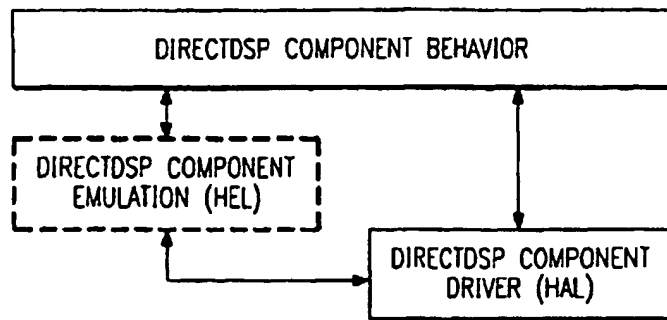 DIRECTDSP COMPONENT BEHAVIOR
DIRECTDSP COMPONENT
EMULATION (HEL)
DIRECTDSP COMPONENT
DRIVER (HAL)